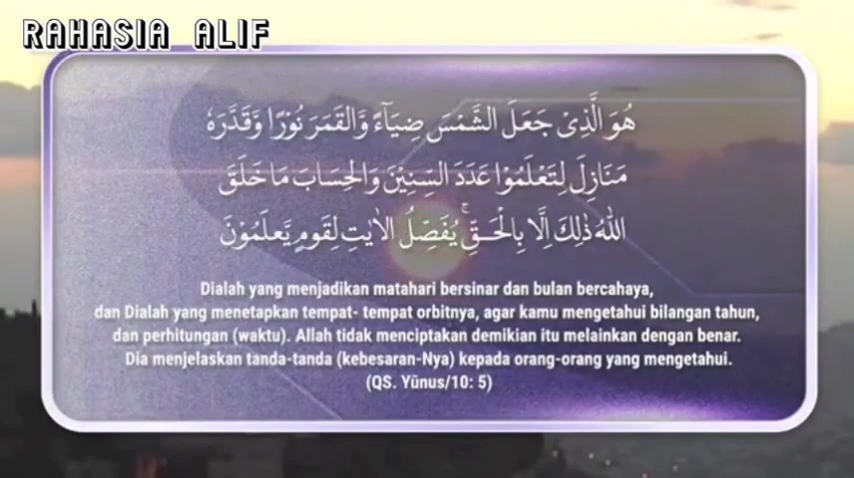 RAHASIA ALIF
هُوَ الَّذِيْ جَعَلَ الشَّمْسَ ضِيَاۤءً وَّالْقَمَرَ نُوْرًا وَّقَدَّرَهٗ
مَنَازِلَ لِتَعْلَمُوْا عَدَدَ السِّنِيْنَ وَالْحِسَابَۗ مَا خَلَقَ
اللّٰهُ ذٰلِكَ اِلَّا بِالْحَقِّۚ يُفَصِّلُ الْاٰيٰتِ لِقَوْمٍ يَّعْلَمُوْنَ
Dialah yang menjadikan matahari bersinar dan bulan bercahaya,
dan Dialah yang menetapkan tempat- tempat orbitnya, agar kamu mengetahui bilangan tahun,
dan perhitungan (waktu). Allah tidak menciptakan demikian itu melainkan dengan benar.
Dia menjelaskan tanda-tanda (kebesaran-Nya) kepada orang-orang yang mengetahui.
(QS. Yūnus/10: 5)